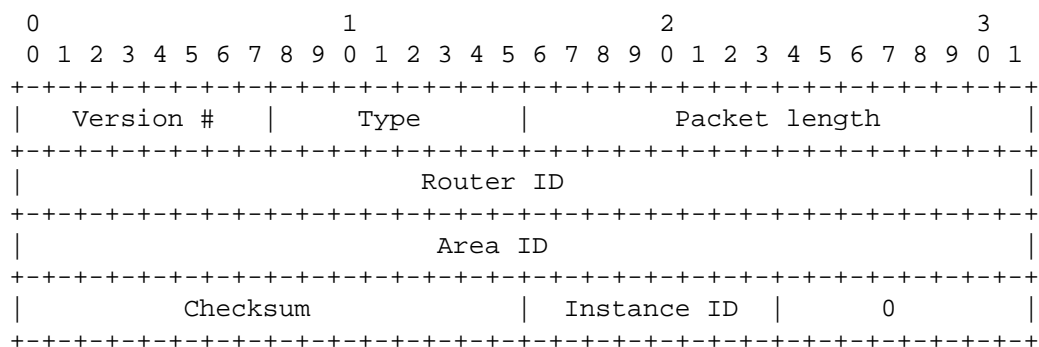 0                   1                   2                   3
 0 1 2 3 4 5 6 7 8 9 0 1 2 3 4 5 6 7 8 9 0 1 2 3 4 5 6 7 8 9 0 1
+-+-+-+-+-+-+-+-+-+-+-+-+-+-+-+-+-+-+-+-+-+-+-+-+-+-+-+-+-+-+-+-+
|   Version #   |     Type      |         Packet length         |
+-+-+-+-+-+-+-+-+-+-+-+-+-+-+-+-+-+-+-+-+-+-+-+-+-+-+-+-+-+-+-+-+
|                         Router ID                             |
+-+-+-+-+-+-+-+-+-+-+-+-+-+-+-+-+-+-+-+-+-+-+-+-+-+-+-+-+-+-+-+-+
|                          Area ID                              |
+-+-+-+-+-+-+-+-+-+-+-+-+-+-+-+-+-+-+-+-+-+-+-+-+-+-+-+-+-+-+-+-+
|          Checksum             |  Instance ID  |      0        |
+-+-+-+-+-+-+-+-+-+-+-+-+-+-+-+-+-+-+-+-+-+-+-+-+-+-+-+-+-+-+-+-+